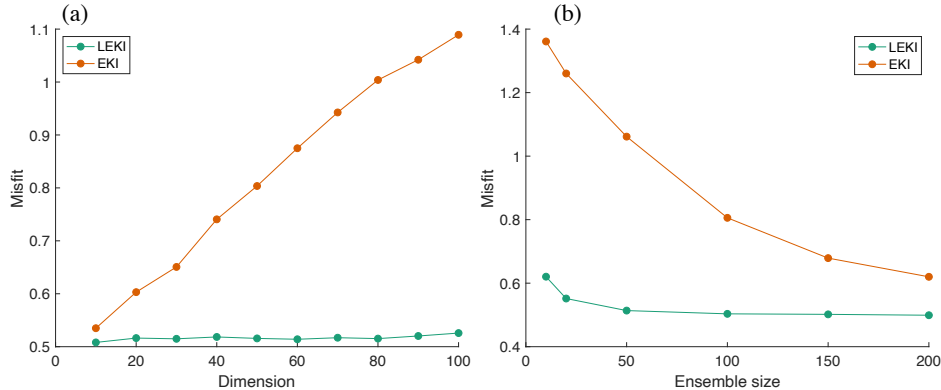 (a)
1.1
1
0.9
0.8
0.7
0.6
0.5
Misfit
LEKI
EKI
0 20 40 60 80 100
Dimension
(b)
1.4
1.2
1
0.8
0.6
0.4
Misfit
LEKI
EKI
0 50 100 150 200
Ensemble size